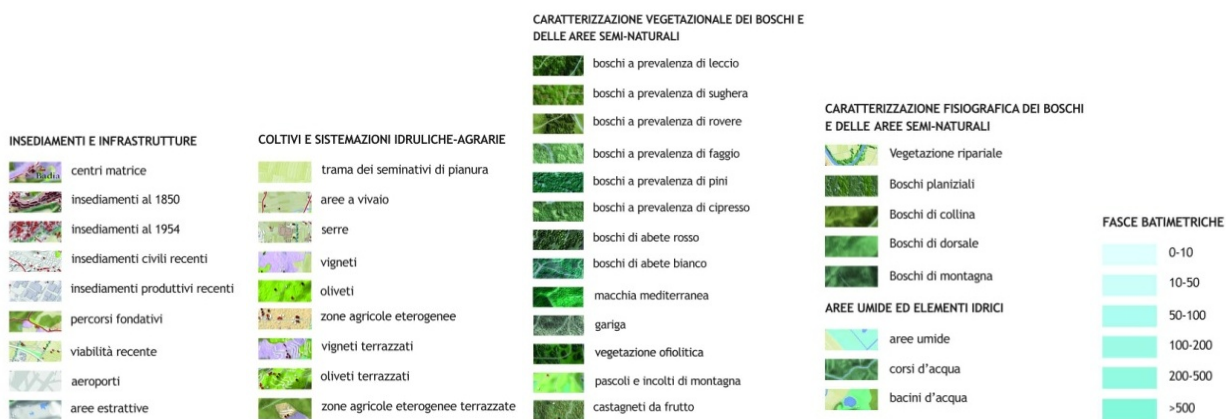 INSEDIAMENTI E INFRASTRUTTURE
Badia
centri matrice
insediamenti al 1850
insediamenti al 1954
insediamenti civili recenti
insediamenti produttivi recenti
percorsi fondativi
viabilità recente
aeroporti
aree estrattive
COLTIVI E SISTEMAZIONI IDRULICHE-AGRARIE
trama dei seminativi di pianura
aree a vivaio
serre
vigneti
oliveti
zone agricole eterogenee
vigneti terrazzati
oliveti terrazzati
zone agricole eterogenee terrazzate
CARATTERIZZAZIONE VEGETAZIONALE DEI BOSCHI E
DELLE AREE SEMI-NATURALI
boschi a prevalenza di leccio
boschi a prevalenza di sughera
boschi a prevalenza di rovere
boschi a prevalenza di faggio
boschi a prevalenza di pini
boschi a prevalenza di cipresso
boschi di abete rosso
boschi di abete bianco
macchia mediterranea
gariga
vegetazione ofiolitica
pascoli e incolti di montagna
castagneti da frutto
CARATTERIZZAZIONE FISIOGRAFICA DEI BOSCHI
E DELLE AREE SEMI-NATURALI
Vegetazione ripariale
Boschi planiziali
Boschi di collina
Boschi di dorsale
Boschi di montagna
AREE UMIDE ED ELEMENTI IDRICI
aree umide
corsi d'acqua
bacini d'acqua
FASCE BATIMETRICHE
0-10
10-50
50-100
100-200
200-500
>500